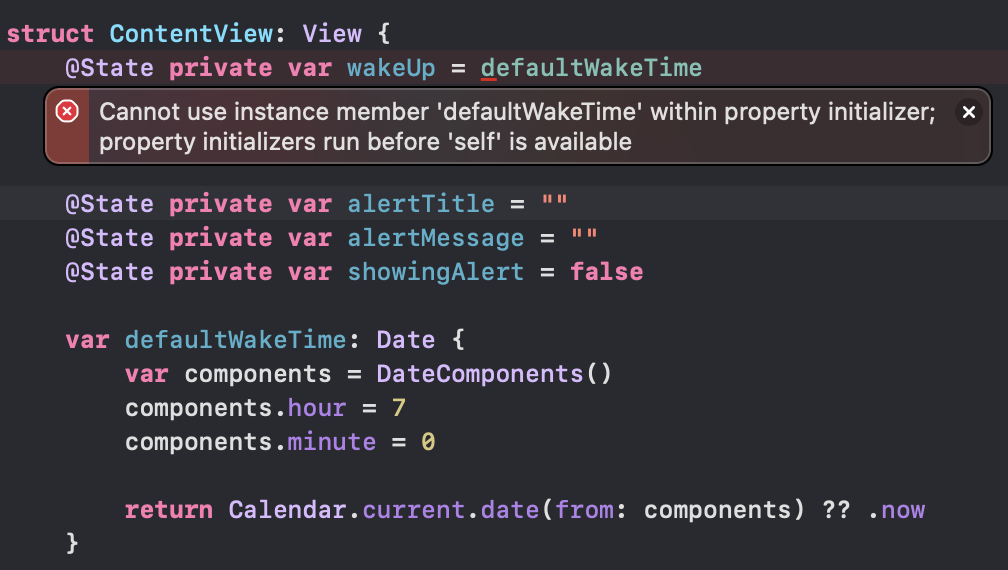 struct ContentView: View {
@State private var wakeUp = defaultWakeTime
Cannot use instance member 'defaultWakeTime' within property initializer;
property initializers run before 'self' is available
@State private var alertTitle = ""
@State private var alertMessage = ""
@State private var showingAlert = false
var defaultWakeTime: Date {
var components = DateComponents()
components.hour = 7
components.minute = 0
return Calendar.current.date(from: components) ?? .now
}